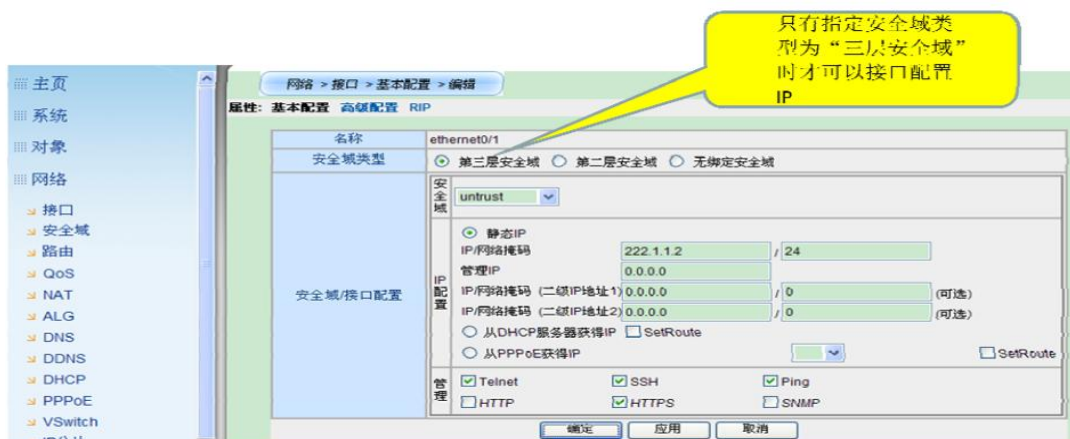 只有指定安全域类
型为“三层安全域”
时才可以接口配置
IP
主页
系统
对象
网络
接口
安全域
路由
QoS
NAT
ALG
DNS
DDNS
DHCP
PPPoE
VSwitch
网络 > 接口 > 基本配置 > 编辑
属性: 基本配置 高级配置 RIP
名称 ethernet0/1
安全域类型 第三层安全域 第二层安全域 无绑定安全域
安全域/接口配置
安全域 untrust
IP配置
静态IP
IP/网络掩码 222.1.1.2 / 24
管理IP 0.0.0.0
IP/网络掩码 (二级IP地址1) 0.0.0.0 / 0 (可选)
IP/网络掩码 (二级IP地址2) 0.0.0.0 / 0 (可选)
从DHCP服务器获得IP SetRoute
从PPPoE获得IP SetRoute
管理
Telnet SSH Ping
HTTP HTTPS SNMP
确定 应用 取消